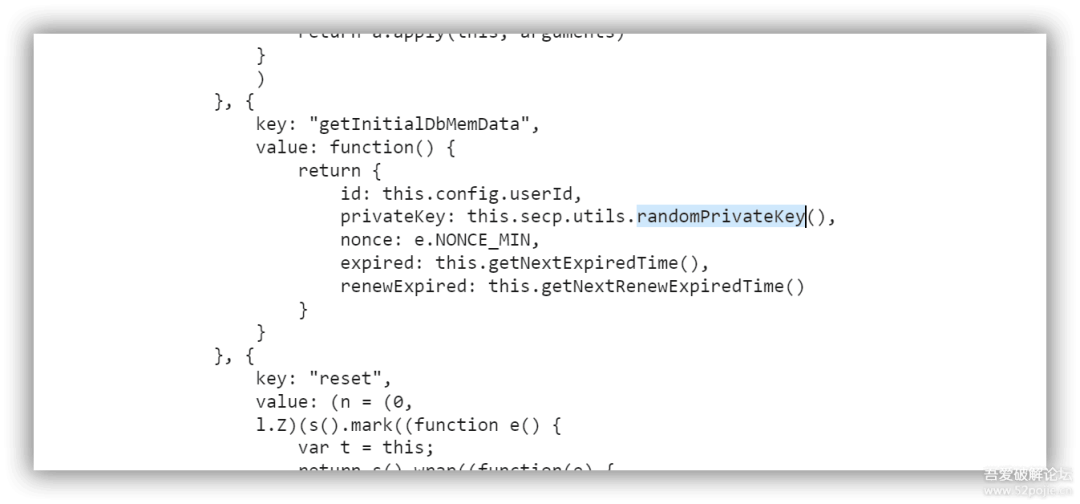 return a.apply(this, arguments)
}
)
}, {
key: "getInitialDbMemData",
value: function() {
return {
id: this.config.userId,
privateKey: this.secp.utils.randomPrivateKey(),
nonce: e.NONCE_MIN,
expired: this.getNextExpiredTime(),
renewExpired: this.getNextRenewExpiredTime()
}
}
}, {
key: "reset",
value: (n = (0,
l.Z)(s().mark((function e() {
var t = this;
return s().wrap((function(e) {
吾爱破解论坛
www.52pojie.cn